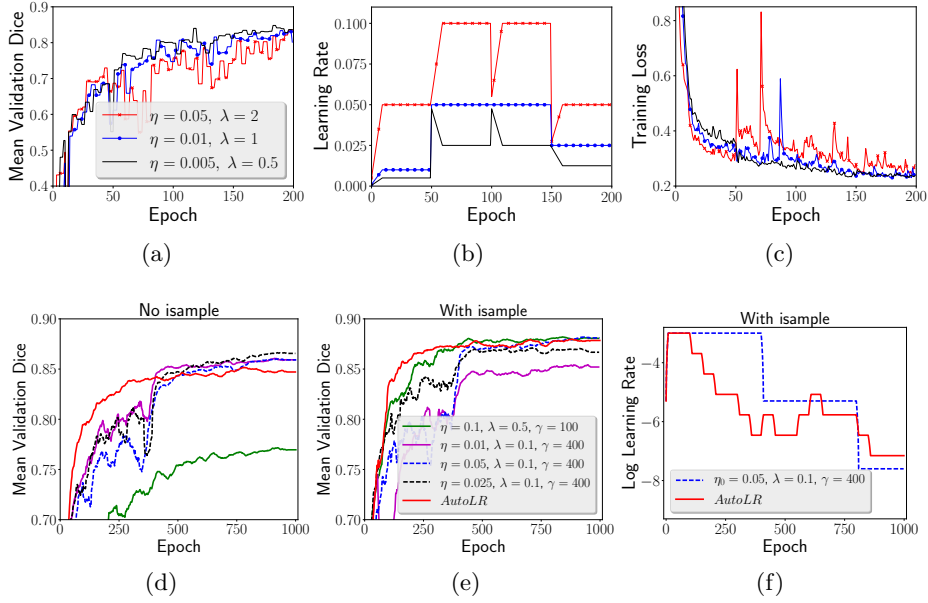 Mean Validation Dice
0.9
0.8
0.7
0.6
0.5
0.4
0 50 100 150 200
Epoch
η = 0.05, λ = 2
η = 0.01, λ = 1
η = 0.005, λ = 0.5
(a)
Learning Rate
0.100
0.075
0.050
0.025
0.000
0 50 100 150 200
Epoch
(b)
Training Loss
0.8
0.6
0.4
0.2
0 50 100 150 200
Epoch
(c)
No isample
Mean Validation Dice
0.90
0.85
0.80
0.75
0.70
0 250 500 750 1000
Epoch
(d)
With isample
Mean Validation Dice
0.90
0.85
0.80
0.75
0.70
0 250 500 750 1000
Epoch
η = 0.1, λ = 0.5, γ = 100
η = 0.01, λ = 0.1, γ = 400
η = 0.05, λ = 0.1, γ = 400
η = 0.025, λ = 0.1, γ = 400
AutoLR
(e)
With isample
Log Learning Rate
−4
−6
−8
0 250 500 750 1000
Epoch
η₀ = 0.05, λ = 0.1, γ = 400
AutoLR
(f)